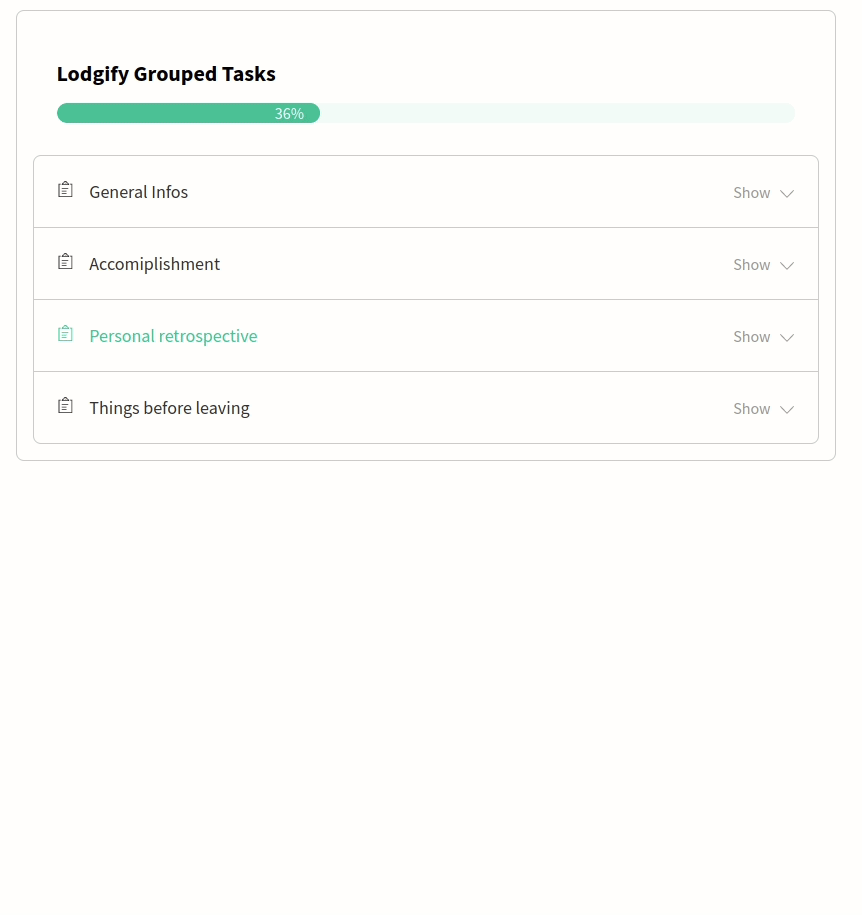 Lodgify Grouped Tasks
36%
General Infos Show
Accomiplishment Show
Personal retrospective Show
Things before leaving Show